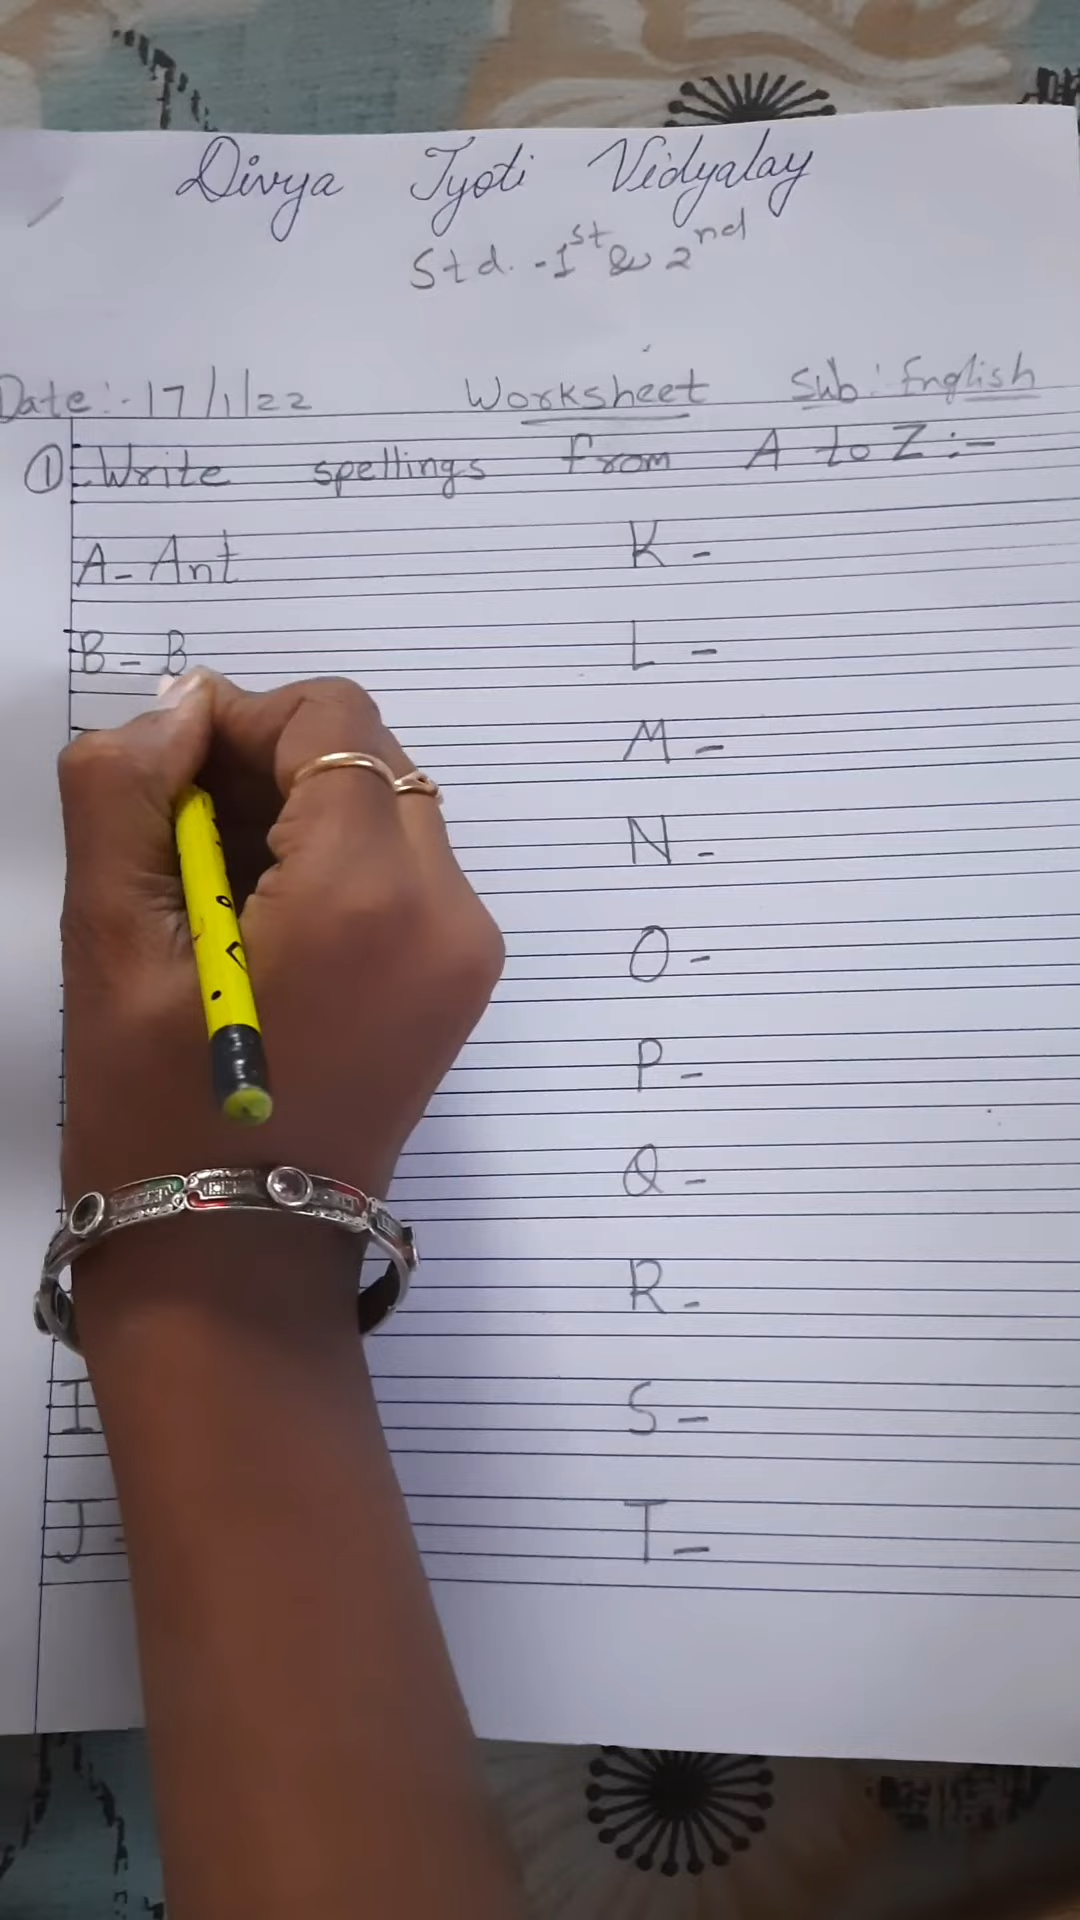 Divya Jyoti Vidyalay
Std. - 1st & 2nd
Date:- 17/1/22 Worksheet Sub: English
① Write spellings from A to Z :-
A - Ant
B - B
I
J -
K -
L -
M -
N -
O -
P -
Q -
R -
S -
T -